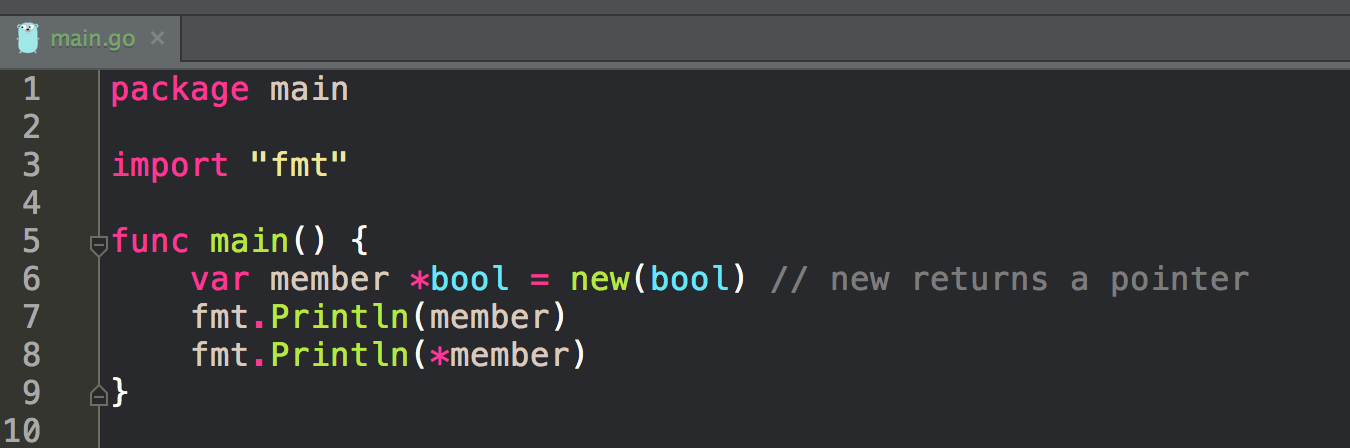 main.go ×
1 package main
2
3 import "fmt"
4
5 func main() {
6     var member *bool = new(bool) // new returns a pointer
7     fmt.Println(member)
8     fmt.Println(*member)
9 }
10